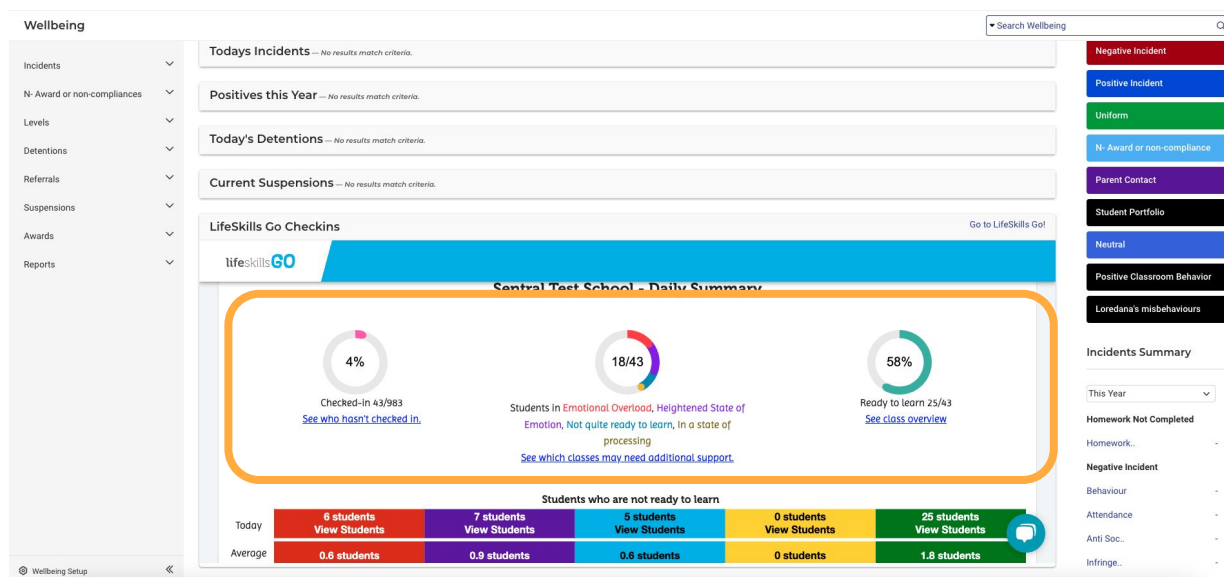 Wellbeing
Search Wellbeing
Incidents
N- Award or non-compliances
Levels
Detentions
Referrals
Suspensions
Awards
Reports
Wellbeing Setup
Todays Incidents — No results match criteria.
Positives this Year — No results match criteria.
Today's Detentions — No results match criteria.
Current Suspensions — No results match criteria.
LifeSkills Go Checkins
Go to LifeSkills Go!
lifeskills GO
Sentral Test School - Daily Summary
4%
Checked-in 43/983
See who hasn't checked in.
18/43
Students in Emotional Overload, Heightened State of
Emotion, Not quite ready to learn, In a state of
processing
See which classes may need additional support.
58%
Ready to learn 25/43
See class overview
Students who are not ready to learn
Today
6 students
View Students
7 students
View Students
5 students
View Students
0 students
View Students
25 students
View Students
Average
0.6 students
0.9 students
0.6 students
0 students
1.8 students
Negative Incident
Positive Incident
Uniform
N- Award or non-compliance
Parent Contact
Student Portfolio
Neutral
Positive Classroom Behavior
Loredana's misbehaviours
Incidents Summary
This Year
Homework Not Completed
Homework.. -
Negative Incident
Behaviour -
Attendance -
Anti Soc.. -
Infringe.. -